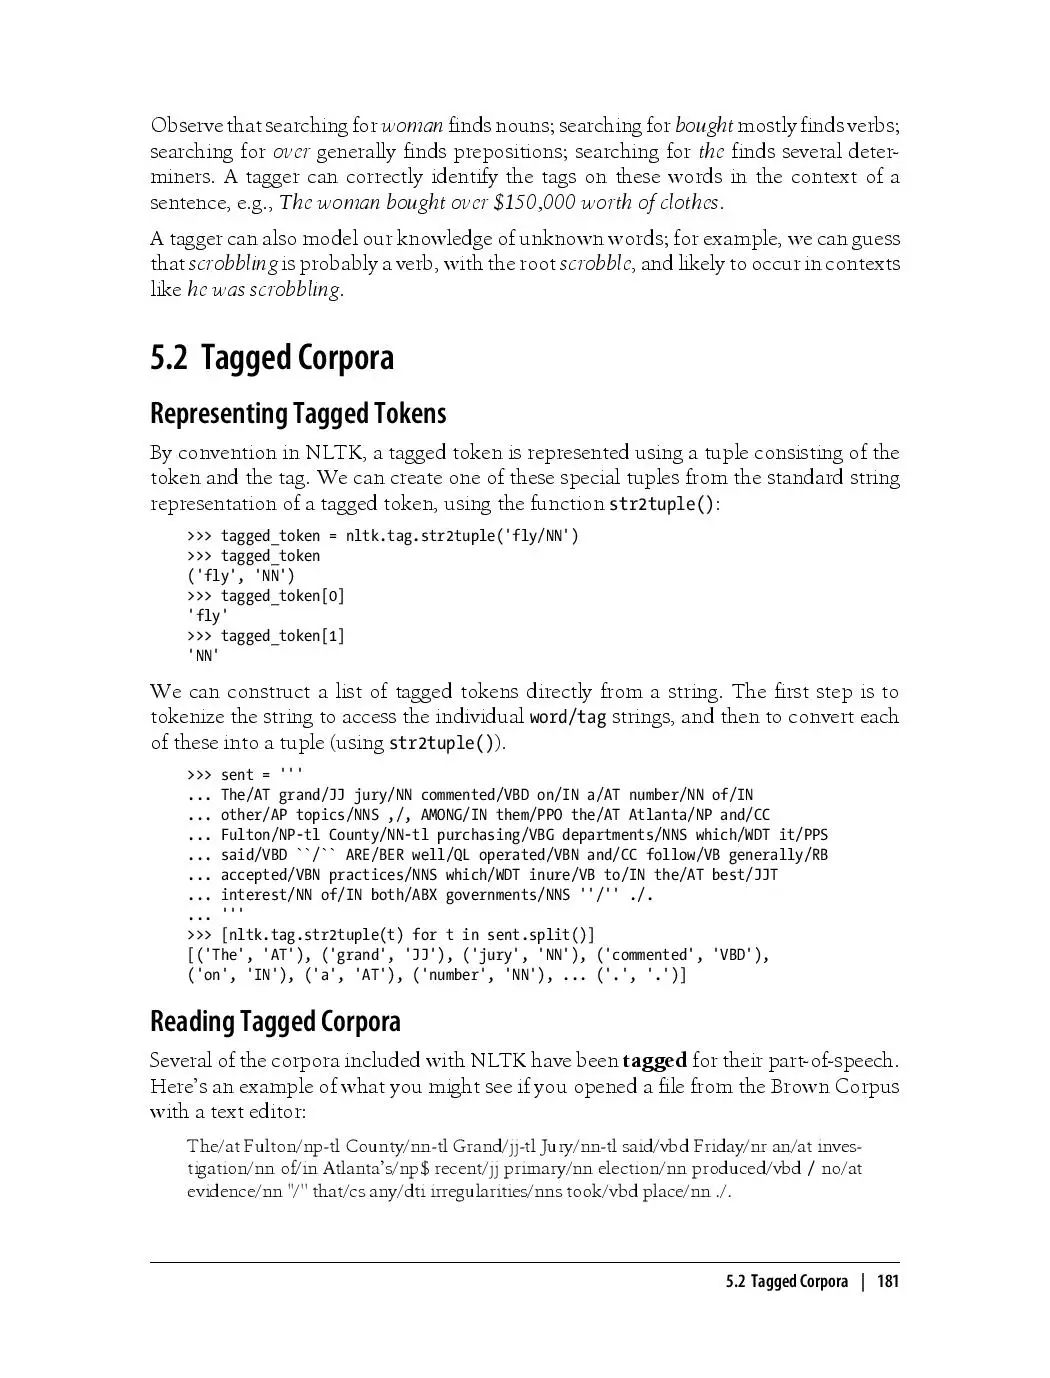 Observe that searching for woman finds nouns; searching for bought mostly finds verbs;
searching for over generally finds prepositions; searching for the finds several deter-
miners. A tagger can correctly identify the tags on these words in the context of a
sentence, e.g., The woman bought over $150,000 worth of clothes.
A tagger can also model our knowledge of unknown words; for example, we can guess
that scrobbling is probably a verb, with the root scrobble, and likely to occur in contexts
like he was scrobbling.
5.2 Tagged Corpora
Representing Tagged Tokens
By convention in NLTK, a tagged token is represented using a tuple consisting of the
token and the tag. We can create one of these special tuples from the standard string
representation of a tagged token, using the function str2tuple():
>>> tagged_token = nltk.tag.str2tuple('fly/NN')
>>> tagged_token
('fly', 'NN')
>>> tagged_token[0]
'fly'
>>> tagged_token[1]
'NN'
We can construct a list of tagged tokens directly from a string. The first step is to
tokenize the string to access the individual word/tag strings, and then to convert each
of these into a tuple (using str2tuple()).
>>> sent = '''
... The/AT grand/JJ jury/NN commented/VBD on/IN a/AT number/NN of/IN
... other/AP topics/NNS ,/, AMONG/IN them/PPO the/AT Atlanta/NP and/CC
... Fulton/NP-tl County/NN-tl purchasing/VBG departments/NNS which/WDT it/PPS
... said/VBD ``/`` ARE/BER well/QL operated/VBN and/CC follow/VB generally/RB
... accepted/VBN practices/NNS which/WDT inure/VB to/IN the/AT best/JJT
... interest/NN of/IN both/ABX governments/NNS ''/'' ./.
... '''
>>> [nltk.tag.str2tuple(t) for t in sent.split()]
[('The', 'AT'), ('grand', 'JJ'), ('jury', 'NN'), ('commented', 'VBD'),
('on', 'IN'), ('a', 'AT'), ('number', 'NN'), ... ('.', '.')]
Reading Tagged Corpora
Several of the corpora included with NLTK have been tagged for their part-of-speech.
Here's an example of what you might see if you opened a file from the Brown Corpus
with a text editor:
The/at Fulton/np-tl County/nn-tl Grand/jj-tl Jury/nn-tl said/vbd Friday/nr an/at inves-
tigation/nn of/in Atlanta's/np$ recent/jj primary/nn election/nn produced/vbd / no/at
evidence/nn "/" that/cs any/dti irregularities/nns took/vbd place/nn ./.
5.2 Tagged Corpora | 181